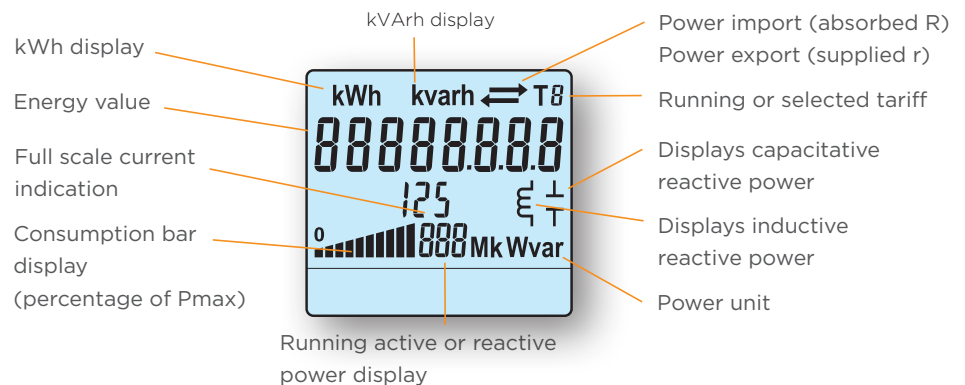 kVArh display
Power import (absorbed R)
Power export (supplied r)
kWh display
Energy value
Full scale current
indication
Consumption bar
display
(percentage of Pmax)
kWh kvarh T8
88888.8.8.8
125
0
888 Mk Wvar
Running or selected tariff
Displays capacitative
reactive power
Displays inductive
reactive power
Power unit
Running active or reactive
power display